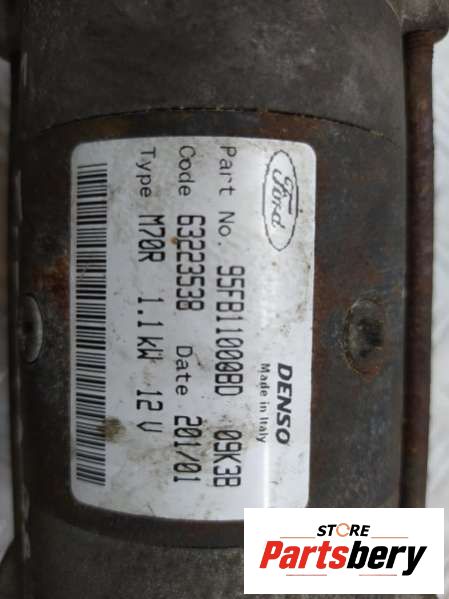 Ford
DENSO
Made in Italy
Part No. 95FB11000BD 09K3B
Code 63223538 Date 201/01
Type M70R 1.1kW 12 V
STORE
Partsbery